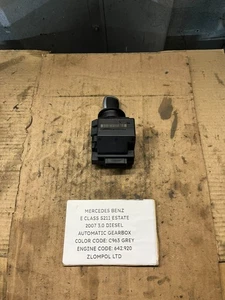 MERCEDES BENZ
E CLASS S211 ESTATE
2007 3.0 DIESEL
AUTOMATIC GEARBOX
COLOR CODE: C963 GREY
ENGINE CODE: 642.920
ZLOMPOL LTD